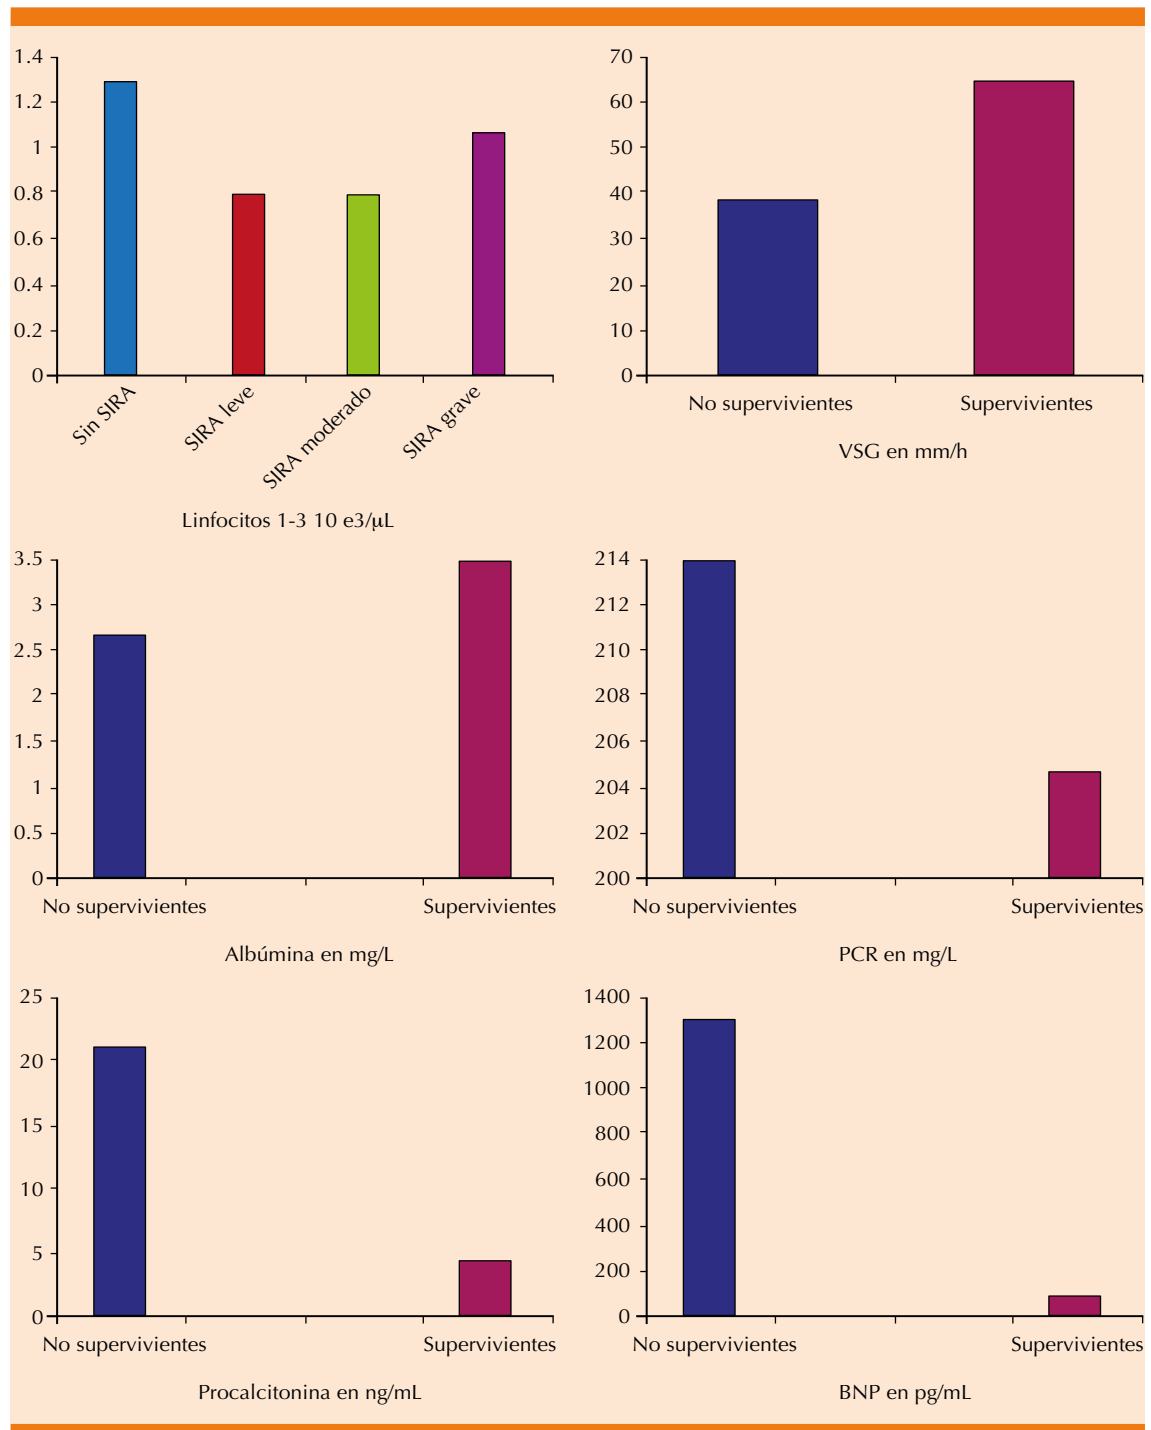 1.4
1.2
1
0.8
0.6
0.4
0.2
0
Sin SIRA
SIRA leve
SIRA moderado
SIRA grave
Linfocitos 1-3 10 e3/μL
70
60
50
40
30
20
10
0
No supervivientes
Supervivientes
VSG en mm/h
3.5
3
2.5
2
1.5
1
0.5
0
No supervivientes
Supervivientes
Albúmina en mg/L
214
212
210
208
206
204
202
200
No supervivientes
Supervivientes
PCR en mg/L
25
20
15
10
5
0
No supervivientes
Supervivientes
Procalcitonina en ng/mL
1400
1200
1000
800
600
400
200
0
No supervivientes
Supervivientes
BNP en pg/mL